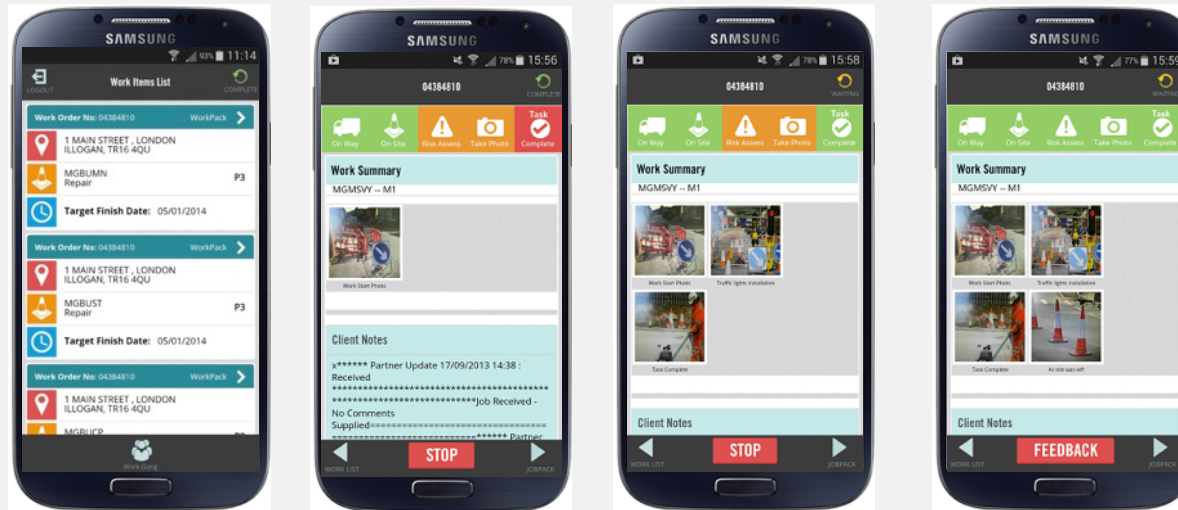 SAMSUNG
93% 11:14
LOGOUT
Work Items List
COMPLETE
Work Order No: 04384810 WorkPack
1 MAIN STREET , LONDON
ILLOGAN, TR16 4QU
MGBUMN
Repair P3
Target Finish Date: 05/01/2014
Work Order No: 04384810 WorkPack
1 MAIN STREET , LONDON
ILLOGAN, TR16 4QU
MGBUST
Repair P3
Target Finish Date: 05/01/2014
Work Order No: 04384810 WorkPack
1 MAIN STREET , LONDON
ILLOGAN, TR16 4QU
MGBUCP
Work Gang
SAMSUNG
78% 15:56
04384810
COMPLETE
On Way On Site Risk Assess Take Photo Task Complete
Work Summary
MGMSVY -- M1
Work Start Photo
Client Notes
x****** Partner Update 17/09/2013 14:38 :
Received
*****************************************
***************************Job Received -
No Comments
Supplied=================================
===========================****** Partner
WORK LIST STOP JOBPACK
SAMSUNG
78% 15:58
04384810
WAITING
On Way On Site Risk Assess Take Photo Task Complete
Work Summary
MGMSVY -- M1
Work Start Photo Traffic lights installation
Task Complete
Client Notes
WORK LIST STOP JOBPACK
SAMSUNG
77% 15:59
04384810
WAITING
On Way On Site Risk Assess Take Photo Task Complete
Work Summary
MGMSVY -- M1
Work Start Photo Traffic lights installation
Task Complete As site was left
Client Notes
WORK LIST FEEDBACK JOBPACK